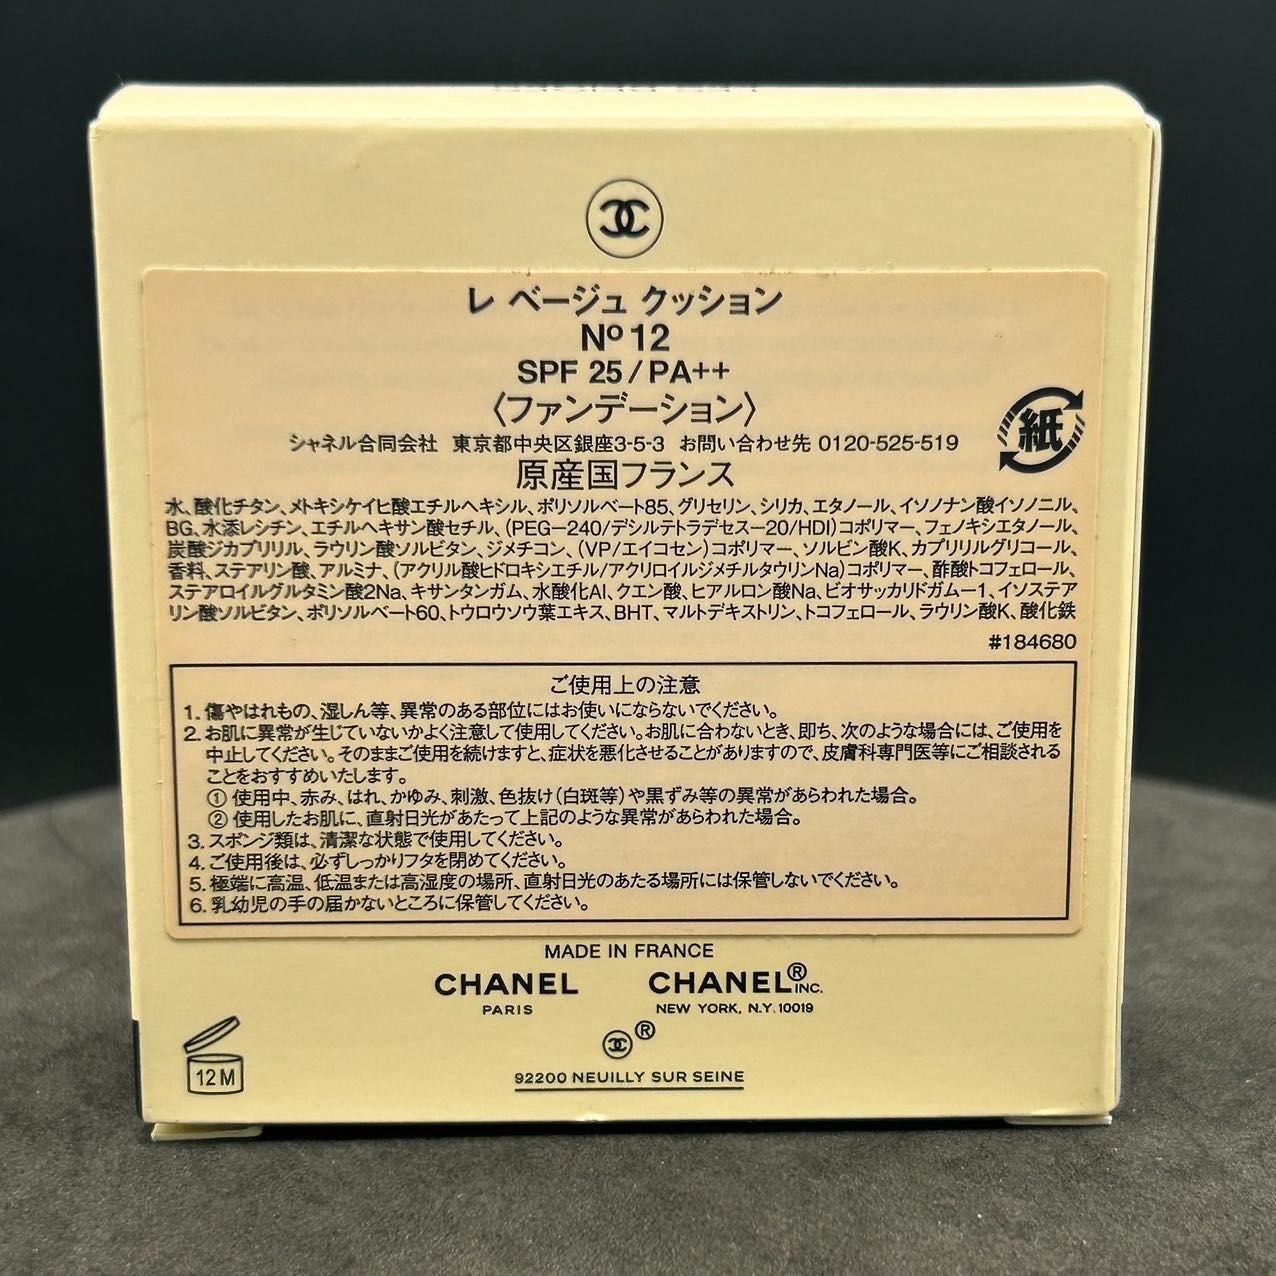 レ ベージュ クッション
Nº 12
SPF 25 / PA++
〈ファンデーション〉
シャネル合同会社 東京都中央区銀座3-5-3 お問い合わせ先 0120-525-519
紙
原産国フランス
水、酸化チタン、メトキシケイヒ酸エチルヘキシル、ポリソルベート85、グリセリン、シリカ、エタノール、イソノナン酸イソノニル、
BG、水添レシチン、エチルヘキサン酸セチル、(PEG-240/デシルテトラデセス-20/HDI)コポリマー、フェノキシエタノール、
炭酸ジカプリリル、ラウリン酸ソルビタン、ジメチコン、(VP/エイコセン)コポリマー、ソルビン酸K、カプリリルグリコール、
香料、ステアリン酸、アルミナ、(アクリル酸ヒドロキシエチル/アクリロイルジメチルタウリンNa)コポリマー、酢酸トコフェロール、
ステアロイルグルタミン酸2Na、キサンタンガム、水酸化Al、クエン酸、ヒアルロン酸Na、ビオサッカリドガム-1、イソステア
リン酸ソルビタン、ポリソルベート60、トウロウソウ葉エキス、BHT、マルトデキストリン、トコフェロール、ラウリン酸K、酸化鉄
#184680
ご使用上の注意
1. 傷やはれもの、湿しん等、異常のある部位にはお使いにならないでください。
2. お肌に異常が生じていないかよく注意して使用してください。お肌に合わないとき、即ち、次のような場合には、ご使用を
中止してください。そのままご使用を続けますと、症状を悪化させることがありますので、皮膚科専門医等にご相談される
ことをおすすめいたします。
① 使用中、赤み、はれ、かゆみ、刺激、色抜け(白斑等)や黒ずみ等の異常があらわれた場合。
② 使用したお肌に、直射日光があたって上記のような異常があらわれた場合。
3. スポンジ類は、清潔な状態で使用してください。
4. ご使用後は、必ずしっかりフタを閉めてください。
5. 極端に高温、低温または高湿度の場所、直射日光のあたる場所には保管しないでください。
6. 乳幼児の手の届かないところに保管してください。
MADE IN FRANCE
CHANEL CHANEL® INC.
PARIS NEW YORK, N.Y. 10019
®
12 M
92200 NEUILLY SUR SEINE